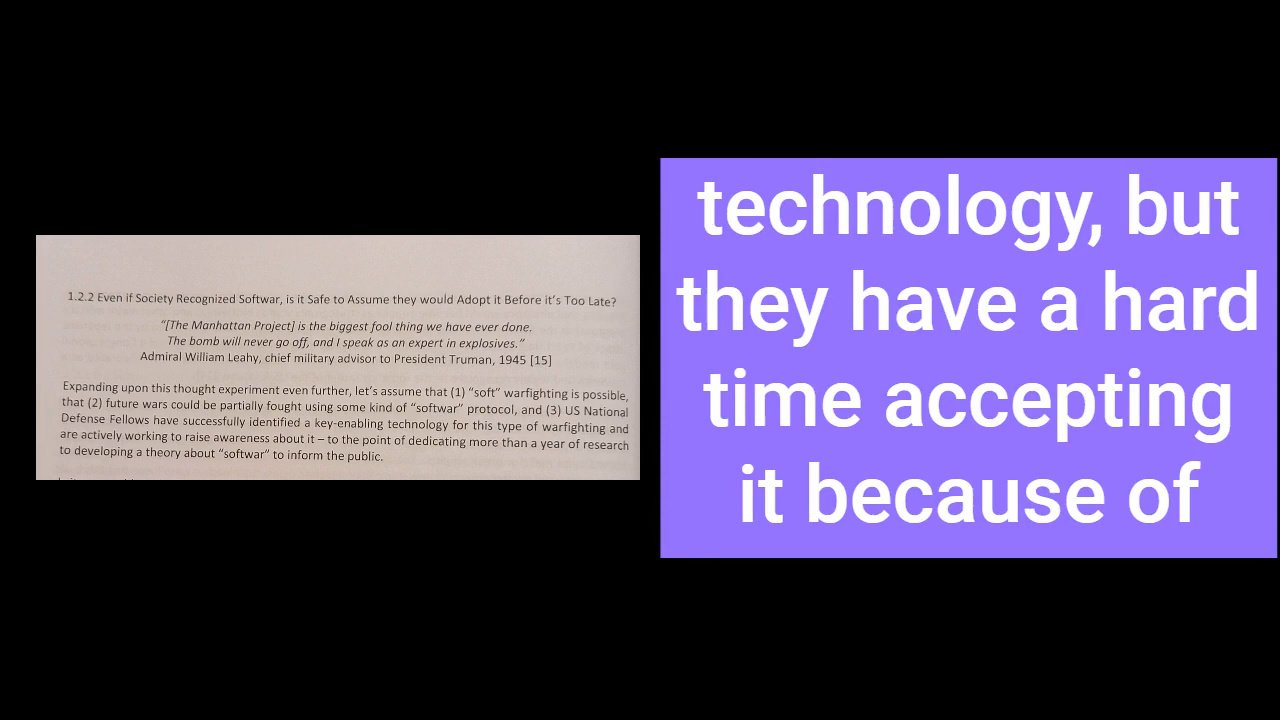 1.2.2 Even if Society Recognized Softwar, is it Safe to Assume they would Adopt it Before it's Too Late?
"[The Manhattan Project] is the biggest fool thing we have ever done.
The bomb will never go off, and I speak as an expert in explosives."
Admiral William Leahy, chief military advisor to President Truman, 1945 [15]
Expanding upon this thought experiment even further, let's assume that (1) "soft" warfighting is possible,
that (2) future wars could be partially fought using some kind of "softwar" protocol, and (3) US National
Defense Fellows have successfully identified a key-enabling technology for this type of warfighting and
are actively working to raise awareness about it – to the point of dedicating more than a year of research
to developing a theory about "softwar" to inform the public.
technology, but
they have a hard
time accepting
it because of